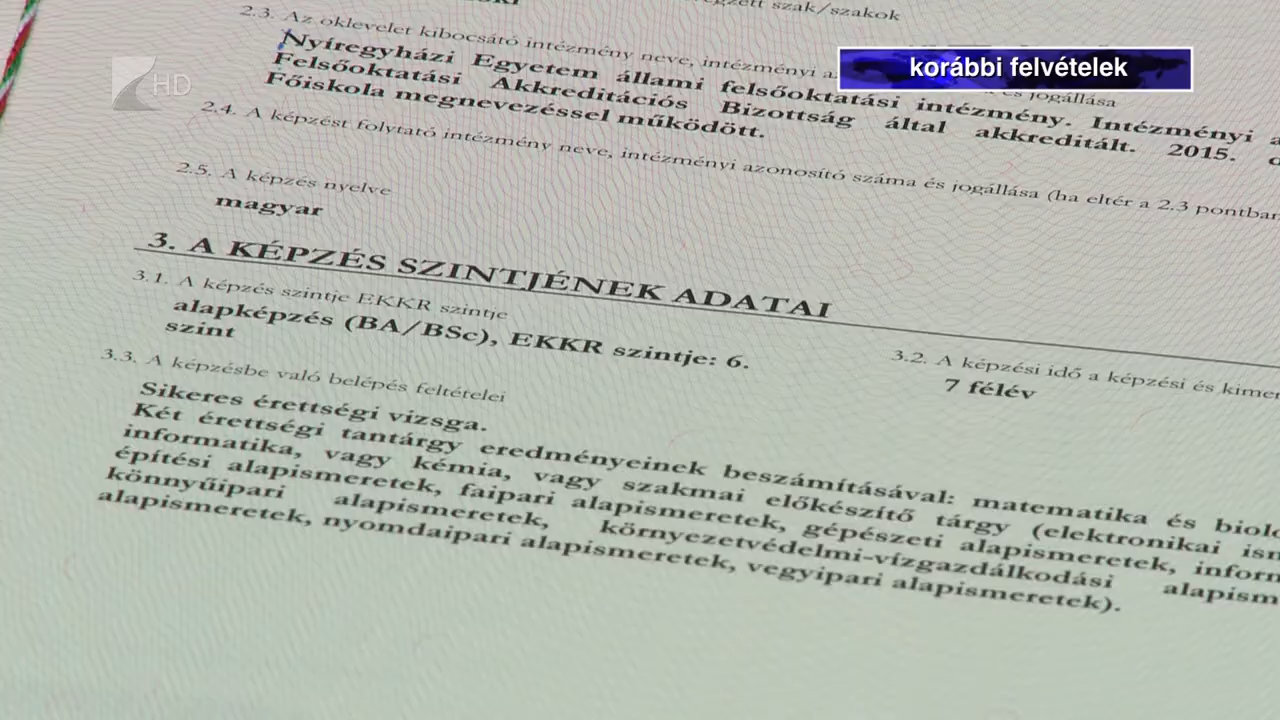 szak/szakok
2.3. Az oklevelet kibocsátó intézmény neve, intézményi
és jogállása
Nyíregyházi Egyetem állami felsőoktatási intézmény. Intézményi
Felsőoktatási Akkreditációs Bizottság által akkreditált. 2015.
Főiskola megnevezéssel működött.
2.4. A képzést folytató intézmény neve, intézményi azonosító száma és jogállása (ha eltér a 2.3 pontban
2.5. A képzés nyelve
magyar
3. A KÉPZÉS SZINTJÉNEK ADATAI
3.1. A képzés szintje EKKR szintje
alapképzés (BA/BSc), EKKR szintje: 6.
szint
3.2. A képzési idő a képzési és
7 félév
3.3. A képzésbe való belépés feltételei
Sikeres érettségi vizsga.
Két érettségi tantárgy eredményeinek beszámításával: matematika és
informatika, vagy kémia, vagy szakmai előkészítő tárgy (elektronikai
építési alapismeretek, faipari alapismeretek, gépészeti alapismeretek,
könnyűipari alapismeretek, környezetvédelmi-vízgazdálkodási
alapismeretek, nyomdaipari alapismeretek, vegyipari alapismeretek).
korábbi felvételek
HD